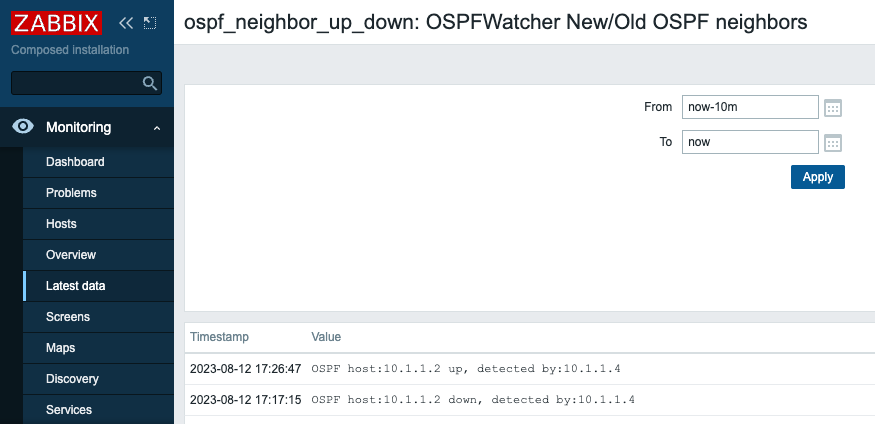 ZABBIX
Composed installation
Monitoring
Dashboard
Problems
Hosts
Overview
Latest data
Screens
Maps
Discovery
Services
ospf_neighbor_up_down: OSPFWatcher New/Old OSPF neighbors
From now-10m
To now
Apply
Timestamp Value
2023-08-12 17:26:47 OSPF host:10.1.1.2 up, detected by:10.1.1.4
2023-08-12 17:17:15 OSPF host:10.1.1.2 down, detected by:10.1.1.4